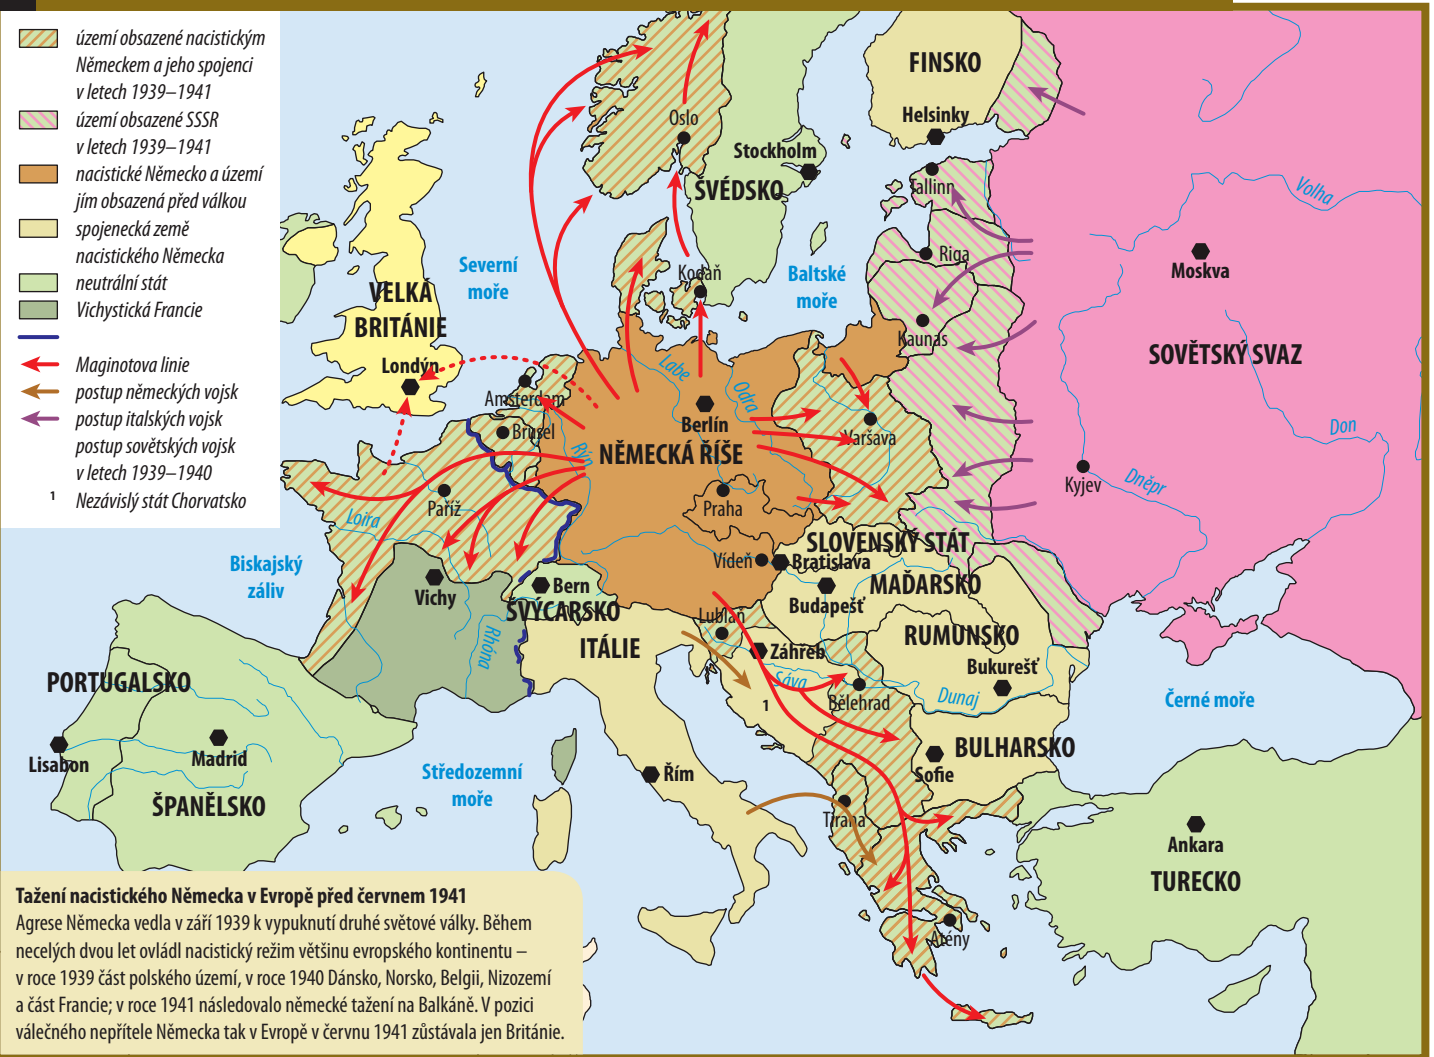 území obsazené nacistickým
Německem a jeho spojenci
v letech 1939–1941
území obsazené SSSR
v letech 1939–1941
nacistické Německo a území
jím obsazená před válkou
spojenecká země
nacistického Německa
neutrální stát
Vichystická Francie
Maginotova linie
postup německých vojsk
postup italských vojsk
postup sovětských vojsk
v letech 1939–1940
1 Nezávislý stát Chorvatsko
FINSKO
Helsinky
Oslo
Stockholm
ŠVÉDSKO
Tallinn
Volha
Riga
Moskva
Severní
moře
Kodaň
Baltské
moře
VELKÁ
BRITÁNIE
Kaunas
SOVĚTSKÝ SVAZ
Londýn
Labe
Odra
Amsterdam
Berlín
Brusel
Varšava
Don
Rýn
NĚMECKÁ ŘÍŠE
Kyjev
Dněpr
Paříž
Praha
Loira
SLOVENSKÝ STÁT
Vídeň
Bratislava
Biskajský
záliv
Vichy
Bern
MAĎARSKO
Budapešť
ŠVÝCARSKO
Lublaň
RUMUNSKO
Rhóna
ITÁLIE
Záhřeb
Bukurešť
PORTUGALSKO
Sáva
Bělehrad
Dunaj
Černé moře
1
Lisabon
Madrid
BULHARSKO
Sofie
Středozemní
moře
Řím
ŠPANĚLSKO
Tirana
Ankara
TURECKO
Atény
Tažení nacistického Německa v Evropě před červnem 1941
Agrese Německa vedla v září 1939 k vypuknutí druhé světové války. Během
necelých dvou let ovládl nacistický režim většinu evropského kontinentu –
v roce 1939 část polského území, v roce 1940 Dánsko, Norsko, Belgii, Nizozemí
a část Francie; v roce 1941 následovalo německé tažení na Balkáně. V pozici
válečného nepřítele Německa tak v Evropě v červnu 1941 zůstávala jen Británie.